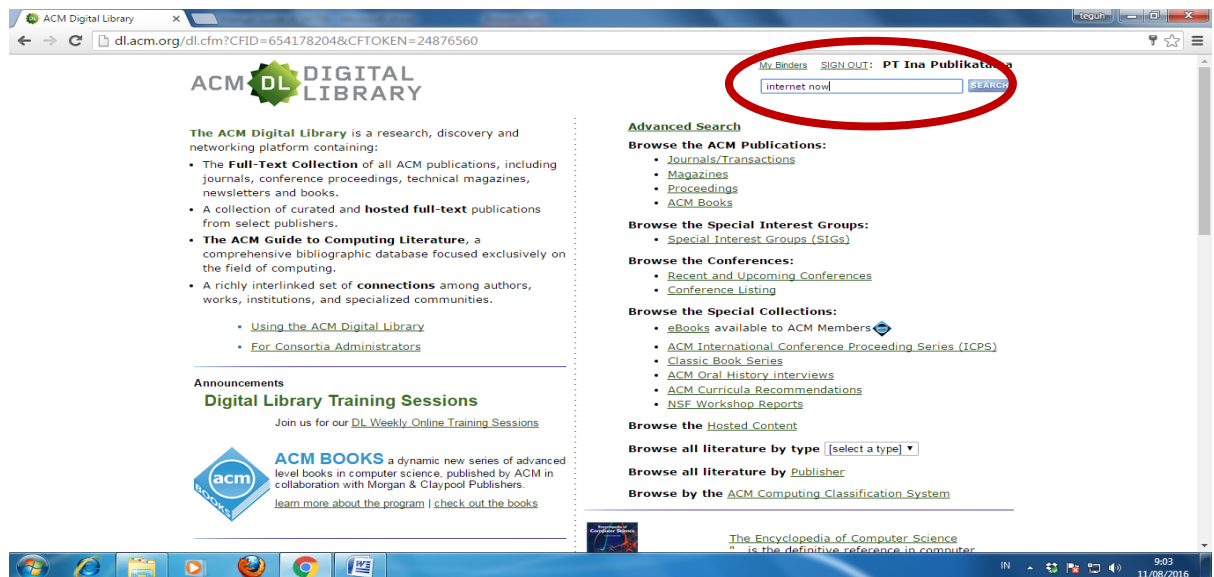 ACM Digital Library
teguh
dl.acm.org/dl.cfm?CFID=654178204&CFTOKEN=24876560
My Binders SIGN OUT: PT Ina
internet now
SEARCH
ACM DL DIGITAL
LIBRARY
The ACM Digital Library is a research, discovery and
networking platform containing:
• The Full-Text Collection of all ACM publications, including
journals, conference proceedings, technical magazines,
newsletters and books.
• A collection of curated and hosted full-text publications
from select publishers.
• The ACM Guide to Computing Literature, a
comprehensive bibliographic database focused exclusively on
the field of computing.
• A richly interlinked set of connections among authors,
works, institutions, and specialized communities.
• Using the ACM Digital Library
• For Consortia Administrators
Announcements
Digital Library Training Sessions
Join us for our DL Weekly Online Training Sessions
acm
BOOKS
ACM BOOKS a dynamic new series of advanced
level books in computer science, published by ACM in
collaboration with Morgan & Claypool Publishers.
learn more about the program | check out the books
Advanced Search
Browse the ACM Publications:
• Journals/Transactions
• Magazines
• Proceedings
• ACM Books
Browse the Special Interest Groups:
• Special Interest Groups (SIGs)
Browse the Conferences:
• Recent and Upcoming Conferences
• Conference Listing
Browse the Special Collections:
• eBooks available to ACM Members
• ACM International Conference Proceeding Series (ICPS)
• Classic Book Series
• ACM Oral History interviews
• ACM Curricula Recommendations
• NSF Workshop Reports
Browse the Hosted Content
Browse all literature by type [select a type]
Browse all literature by Publisher
Browse by the ACM Computing Classification System
Encyclopedia of
Computer Science
The Encyclopedia of Computer Science
" is the definitive reference in computer
IN
9:03
11/08/2016